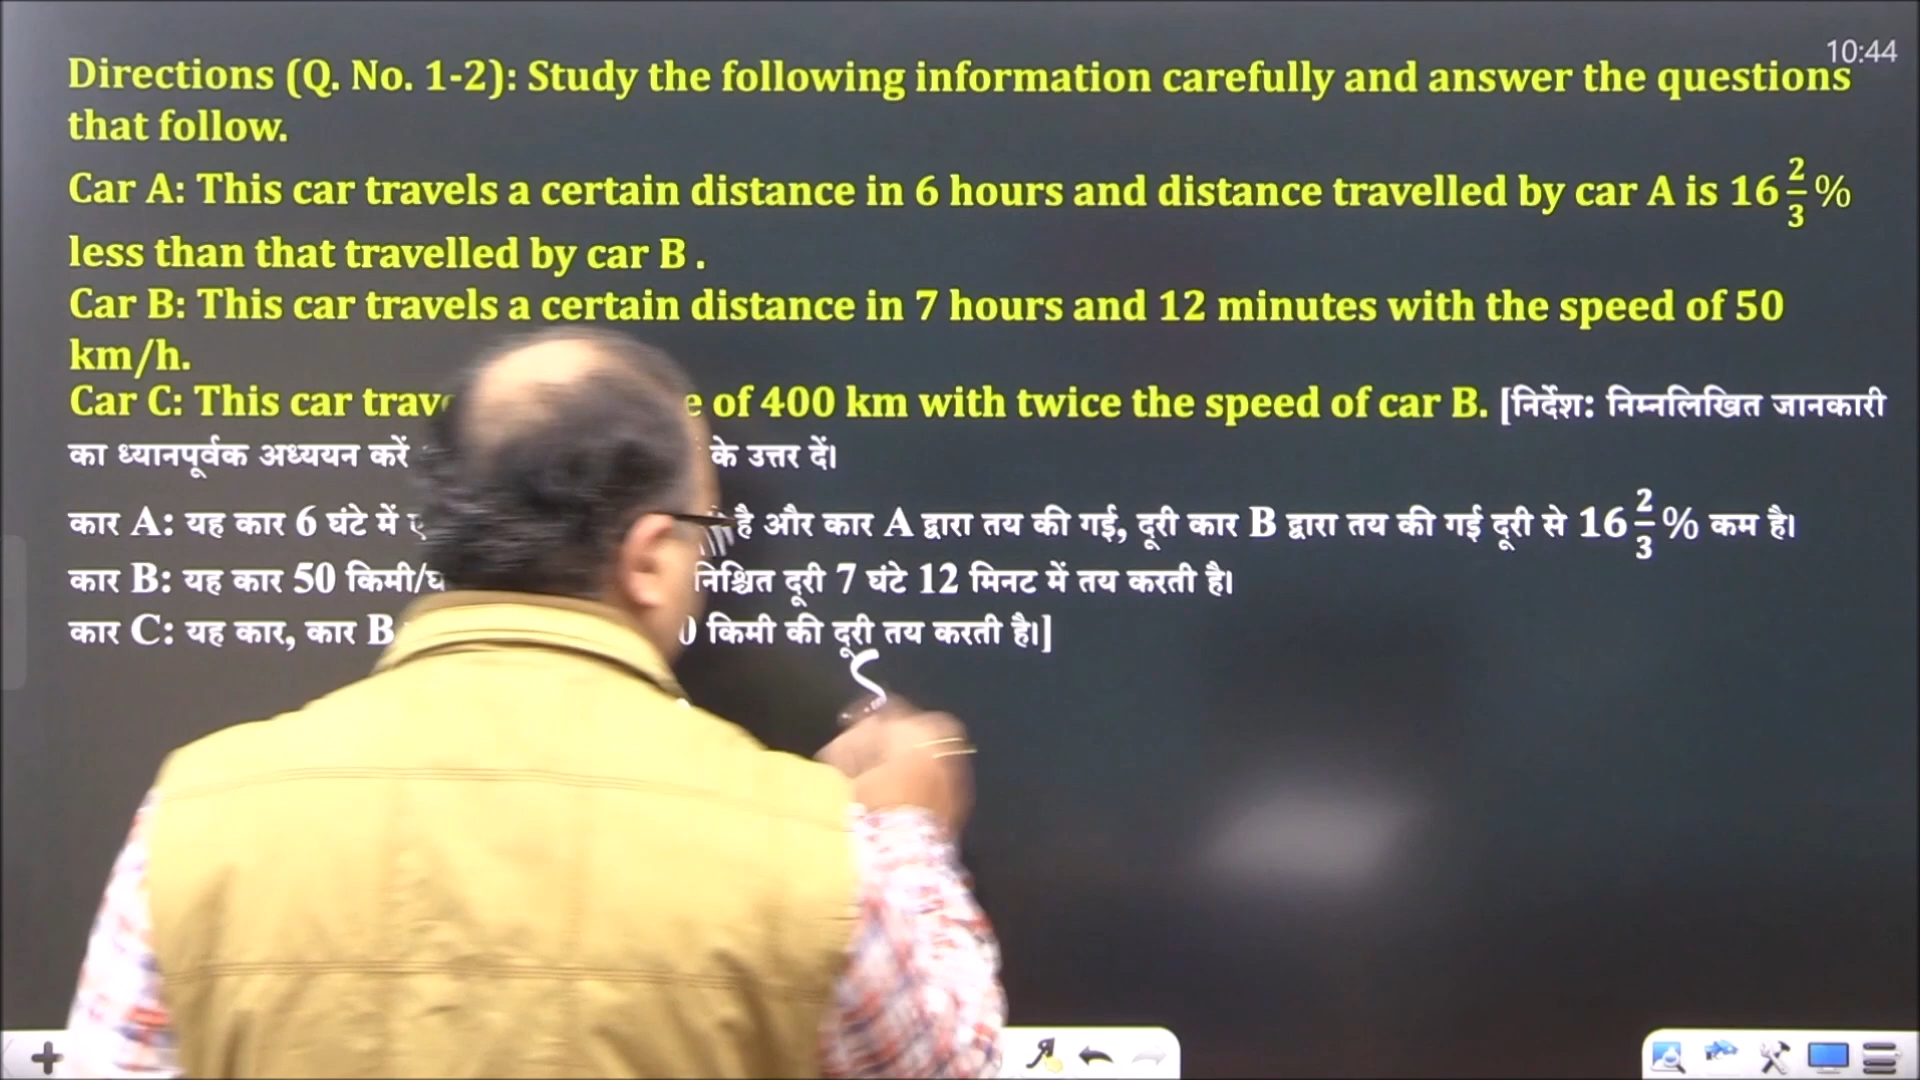 10:44
Directions (Q. No. 1-2): Study the following information carefully and answer the questions
that follow.
Car A: This car travels a certain distance in 6 hours and distance travelled by car A is 16 2/3 %
less than that travelled by car B .
Car B: This car travels a certain distance in 7 hours and 12 minutes with the speed of 50
km/h.
Car C: This car of 400 km with twice the speed of car B. [निर्देश: निम्नलिखित जानकारी
का ध्यानपूर्वक अध्ययन करें के उत्तर दें।
कार A: यह कार 6 घंटे में है और कार A द्वारा तय की गई, दूरी कार B द्वारा तय की गई दूरी से 16 2/3 % कम है।
कार B: यह कार 50 किमी/ निश्चित दूरी 7 घंटे 12 मिनट में तय करती है।
कार C: यह कार, कार B किमी की दूरी तय करती है।]